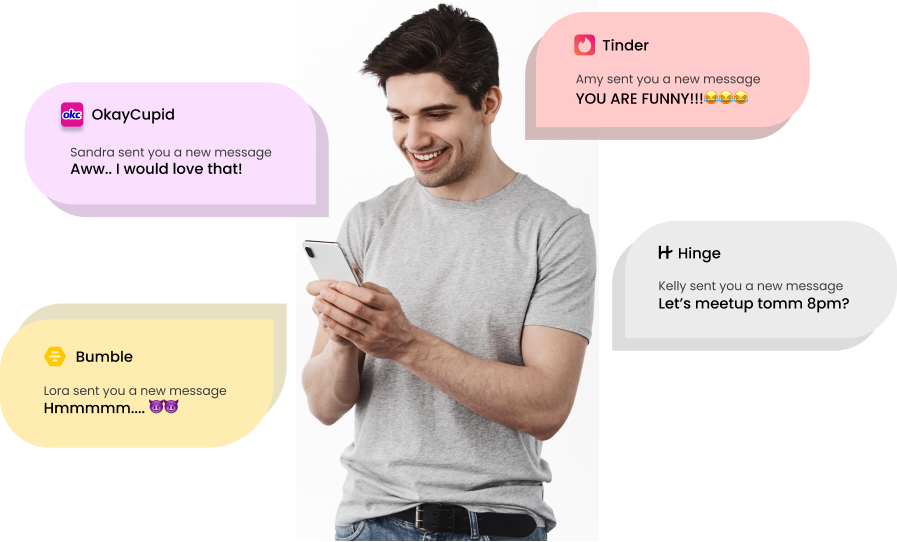 Tinder
Amy sent you a new message
YOU ARE FUNNY!!!😂😂😂
okc OkayCupid
Sandra sent you a new message
Aww.. I would love that!
H Hinge
Kelly sent you a new message
Let’s meetup tomm 8pm?
Bumble
Lora sent you a new message
Hmmmmm.... 😈😈